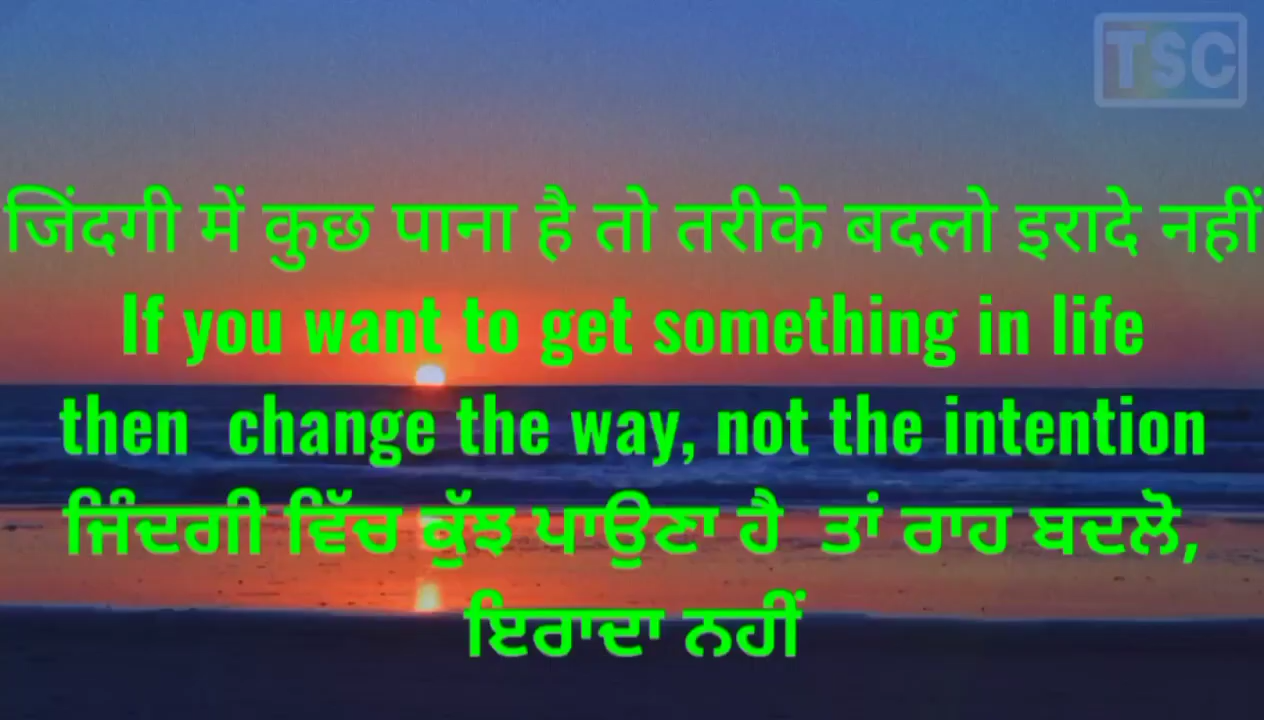 TSC
जिंदगी में कुछ पाना है तो तरीके बदलो इरादे नहीं
If you want to get something in life
then change the way, not the intention
ਜਿੰਦਗੀ ਵਿੱਚ ਕੁੱਝ ਪਾਉਣਾ ਹੈ ਤਾਂ ਰਾਹ ਬਦਲੋ,
ਇਰਾਦਾ ਨਹੀਂ